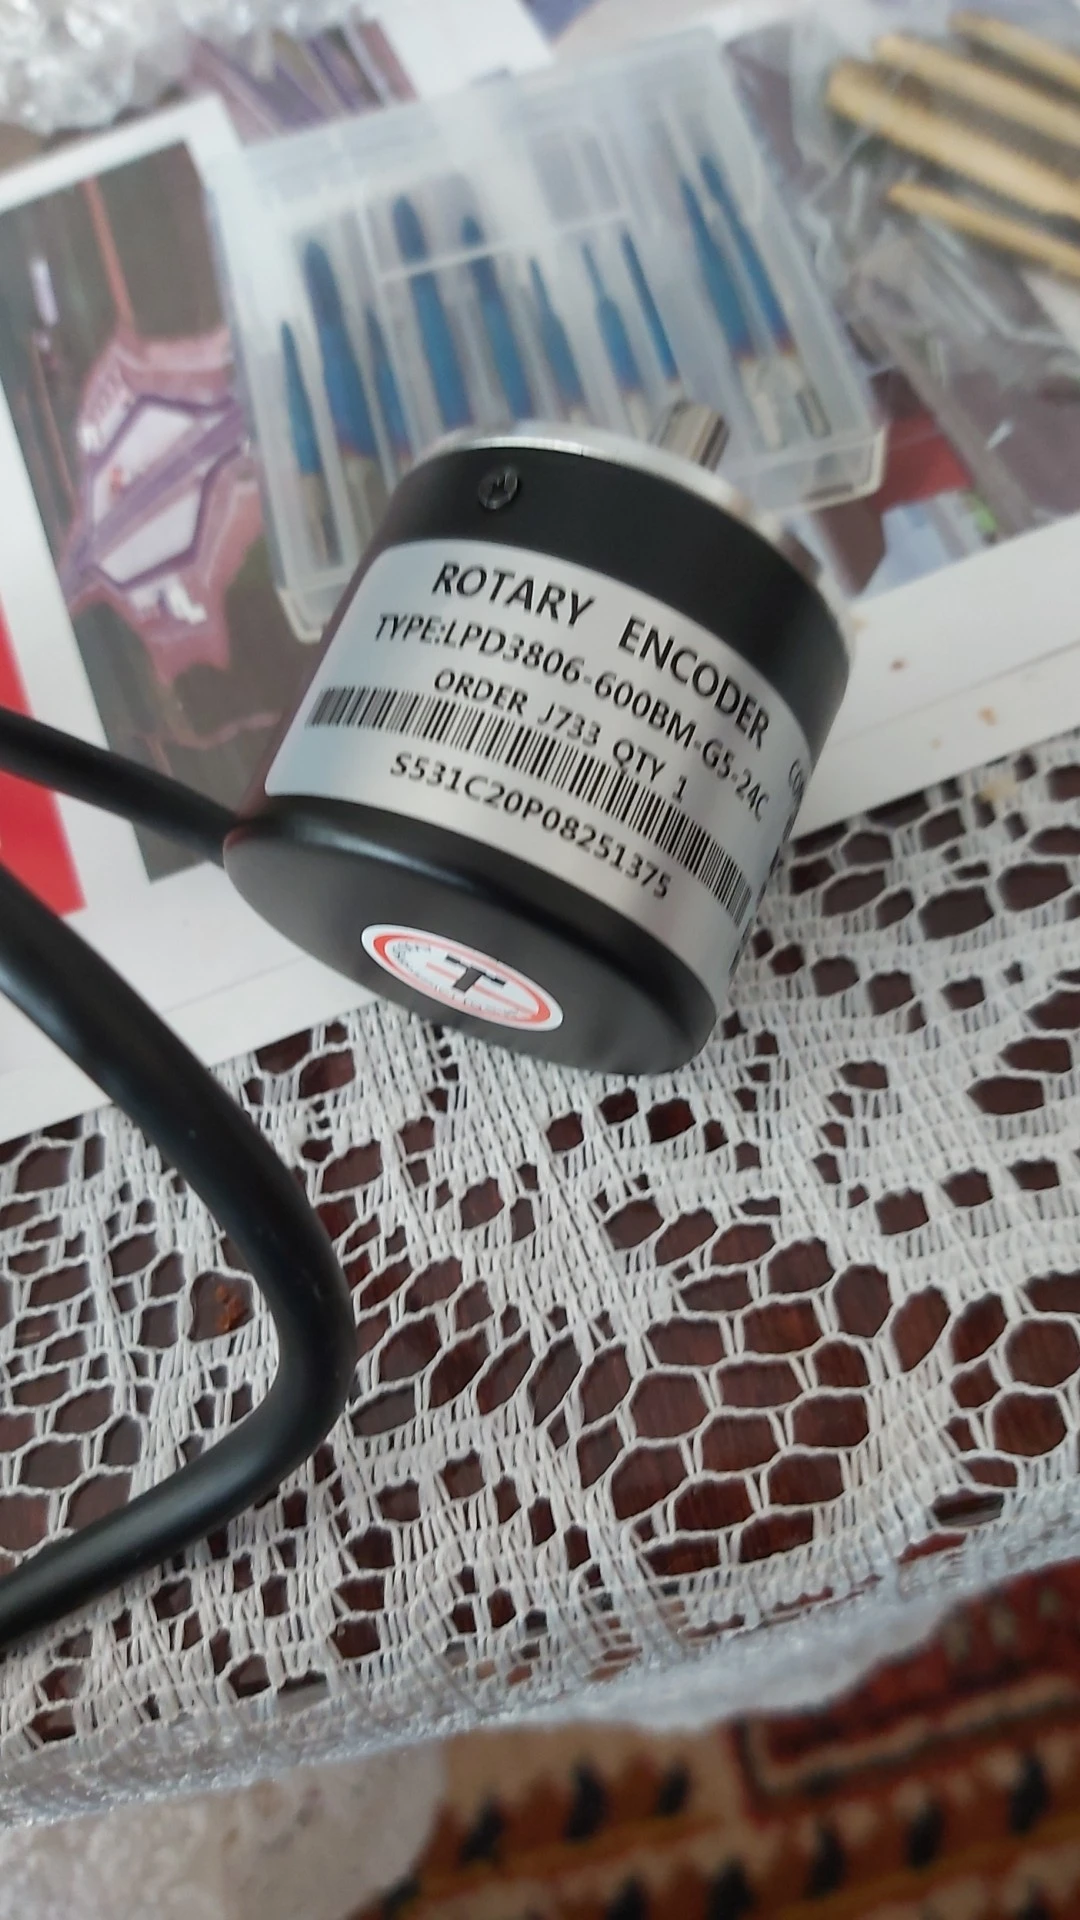 ROTARY ENCODER
TYPE:LPD3806-600BM-G5-24C
ORDER J733 QTY 1
S531C20P08251375
T